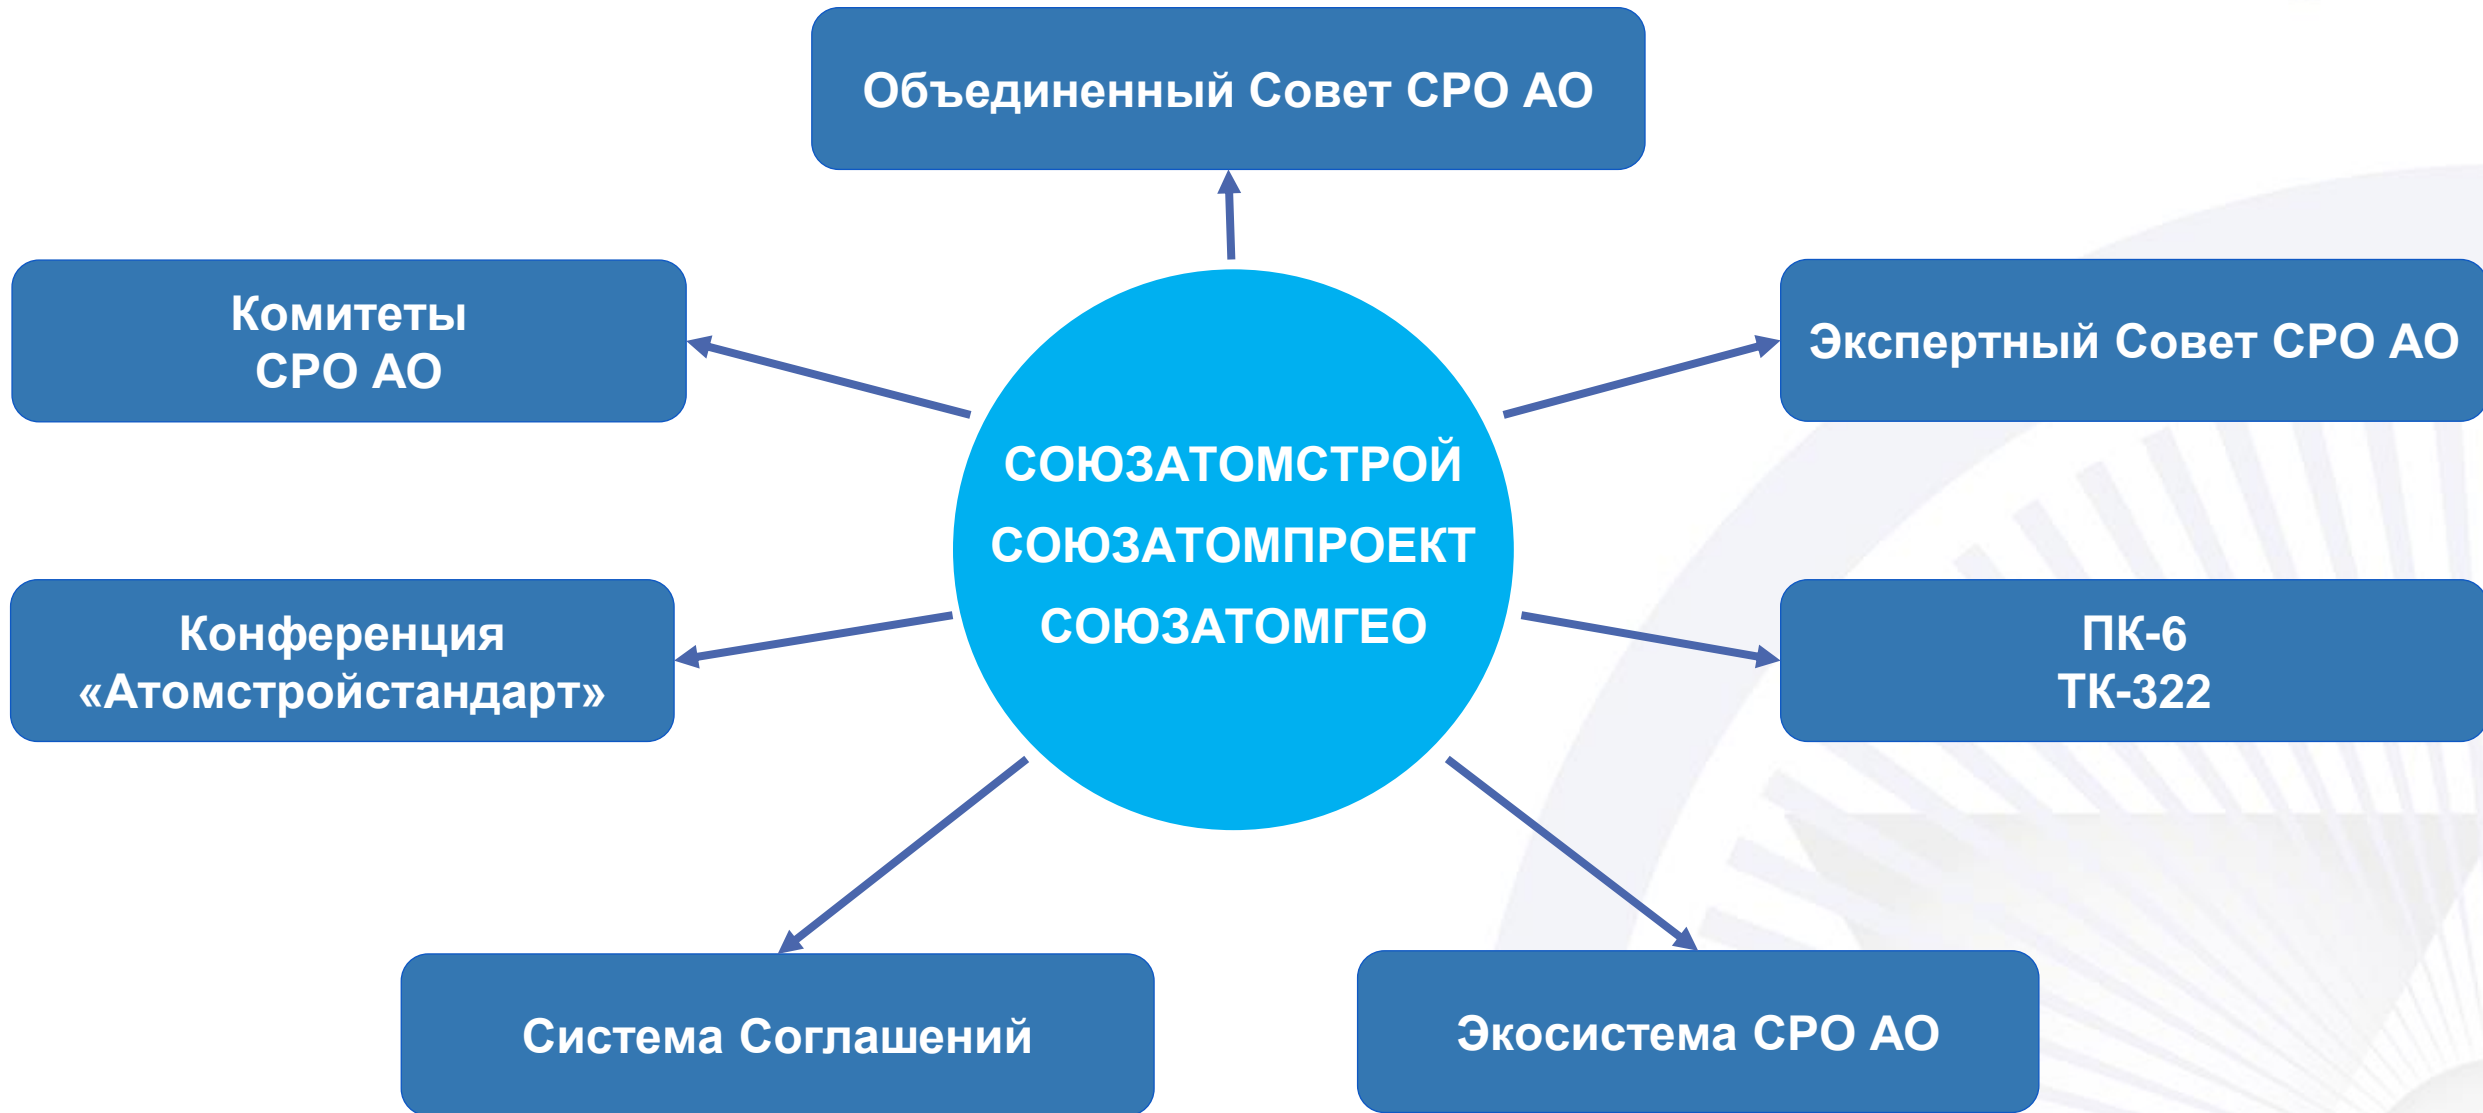 Объединенный Совет СРО АО
Комитеты
СРО АО
Экспертный Совет СРО АО
СОЮЗАТОМСТРОЙ
СОЮЗАТОМПРОЕКТ
СОЮЗАТОМГЕО
Конференция
«Атомстройстандарт»
ПК-6
ТК-322
Система Соглашений
Экосистема СРО АО